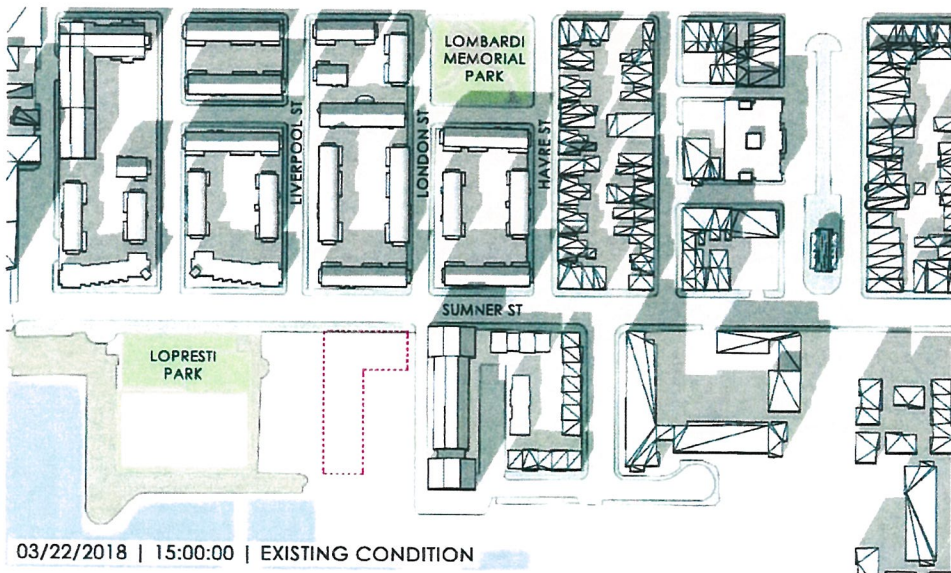 LOMBARDI
MEMORIAL
PARK
LIVERPOOL ST
LONDON ST
HAVRE ST
SUMNER ST
LOPRESTI
PARK
03/22/2018 | 15:00:00 | EXISTING CONDITION